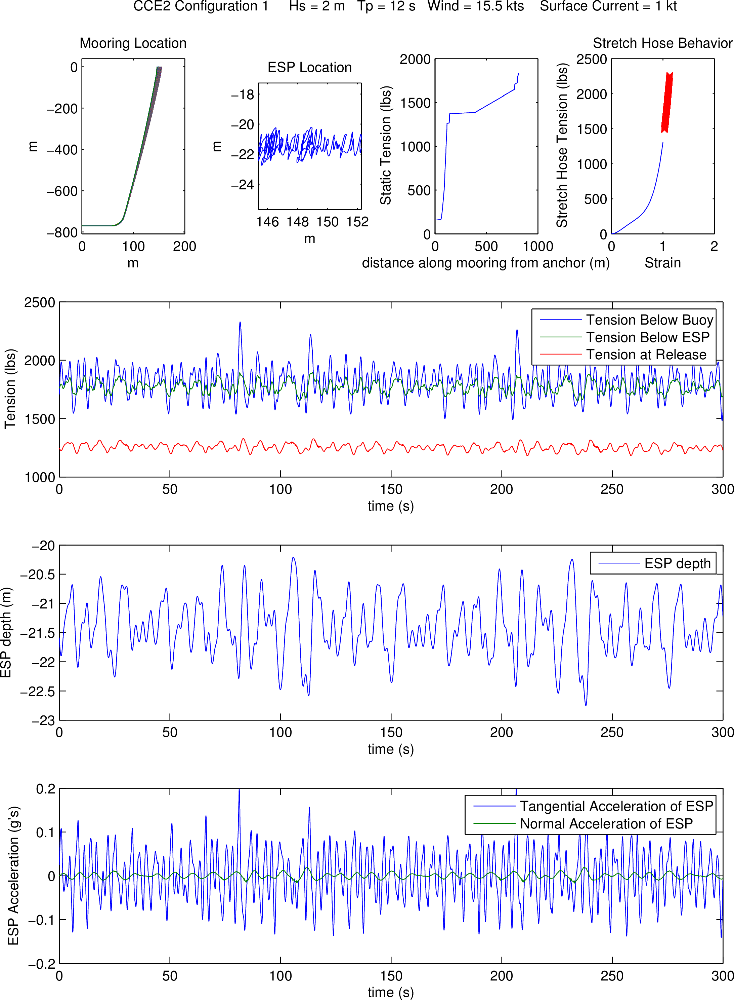 CCE2 Configuration 1 Hs = 2 m Tp = 12 s Wind = 15.5 kts Surface Current = 1 kt
Mooring Location
0
−200
−400
−600
−800
m
0 100 200
m
ESP Location
−18
−20
−22
−24
m
146 148 150 152
m
2000
1500
1000
500
0
Static Tension (lbs)
0 500 1000
distance along mooring from anchor (m)
Stretch Hose Behavior
2500
2000
1500
1000
500
0
Stretch Hose Tension (lbs)
0 1 2
Strain
2500
2000
1500
1000
Tension (lbs)
Tension Below Buoy
Tension Below ESP
Tension at Release
0 50 100 150 200 250 300
time (s)
−20
−20.5
−21
−21.5
−22
−22.5
−23
ESP depth (m)
ESP depth
0 50 100 150 200 250 300
time (s)
0.2
0.1
0
−0.1
−0.2
ESP Acceleration (g's)
Tangential Acceleration of ESP
Normal Acceleration of ESP
0 50 100 150 200 250 300
time (s)